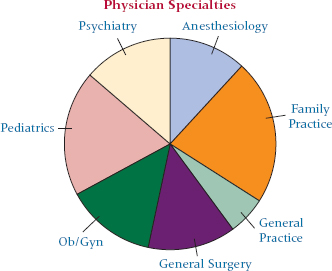 Physician Specialties
Psychiatry
Anesthesiology
Family
Practice
General
Practice
General Surgery
Ob/Gyn
Pediatrics